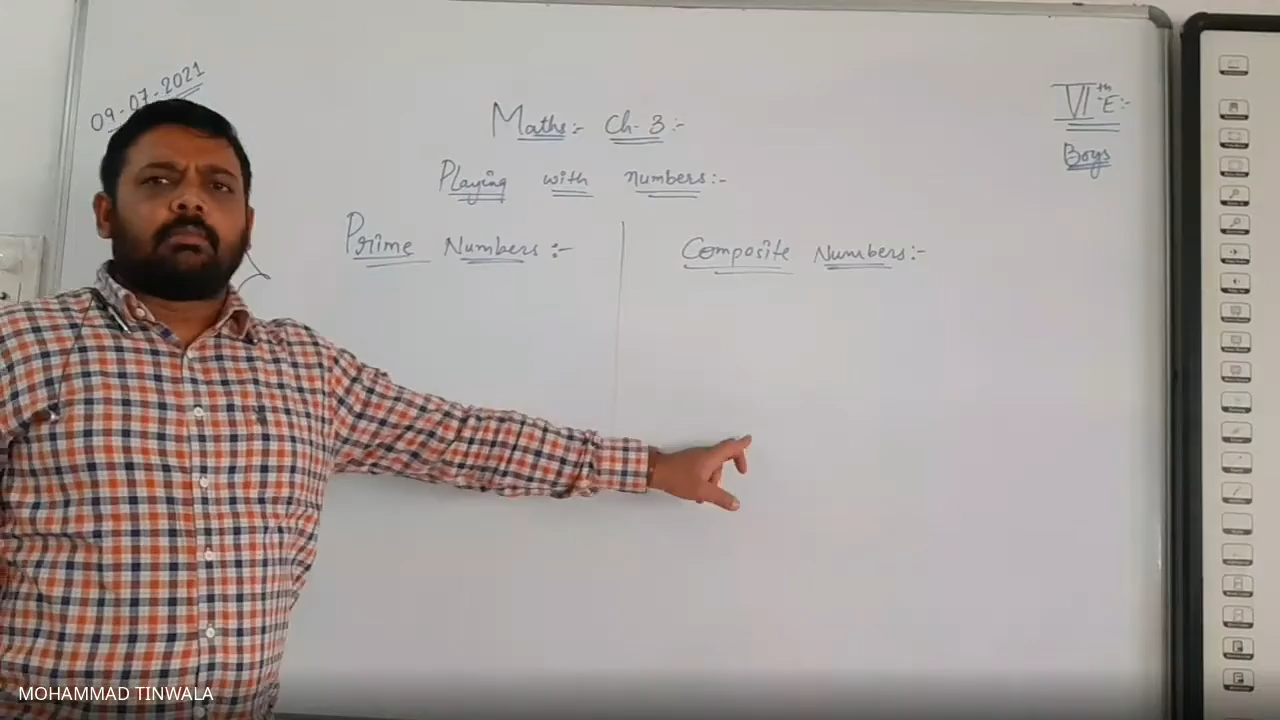 09-07-2021
Maths:- Ch-3:-
VIth-E:-
Boys
Playing with numbers:-
Prime Numbers:-
Composite Numbers:-
MOHAMMAD TINWALA